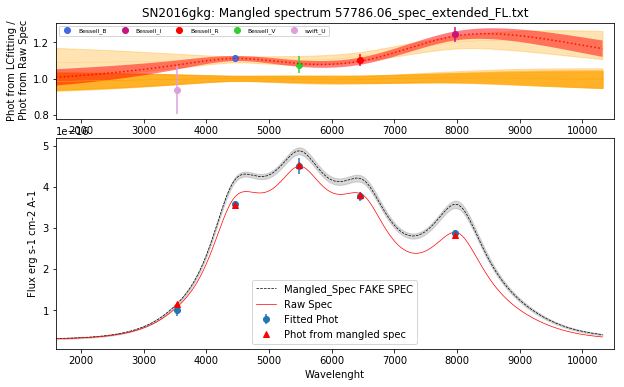 SN2016gkg: Mangled spectrum 57786.06_spec_extended_FL.txt
Phot from LCfitting /
Phot from Raw Spec
1.2
1.0
0.8
Bessell_B
Bessell_I
Bessell_R
Bessell_V
swift_U
2000 3000 4000 5000 6000 7000 8000 9000 10000
1e−16
Flux erg s-1 cm-2 A-1
5
4
3
2
1
Mangled_Spec FAKE SPEC
Raw Spec
Fitted Phot
Phot from mangled spec
2000 3000 4000 5000 6000 7000 8000 9000 10000
Wavelenght